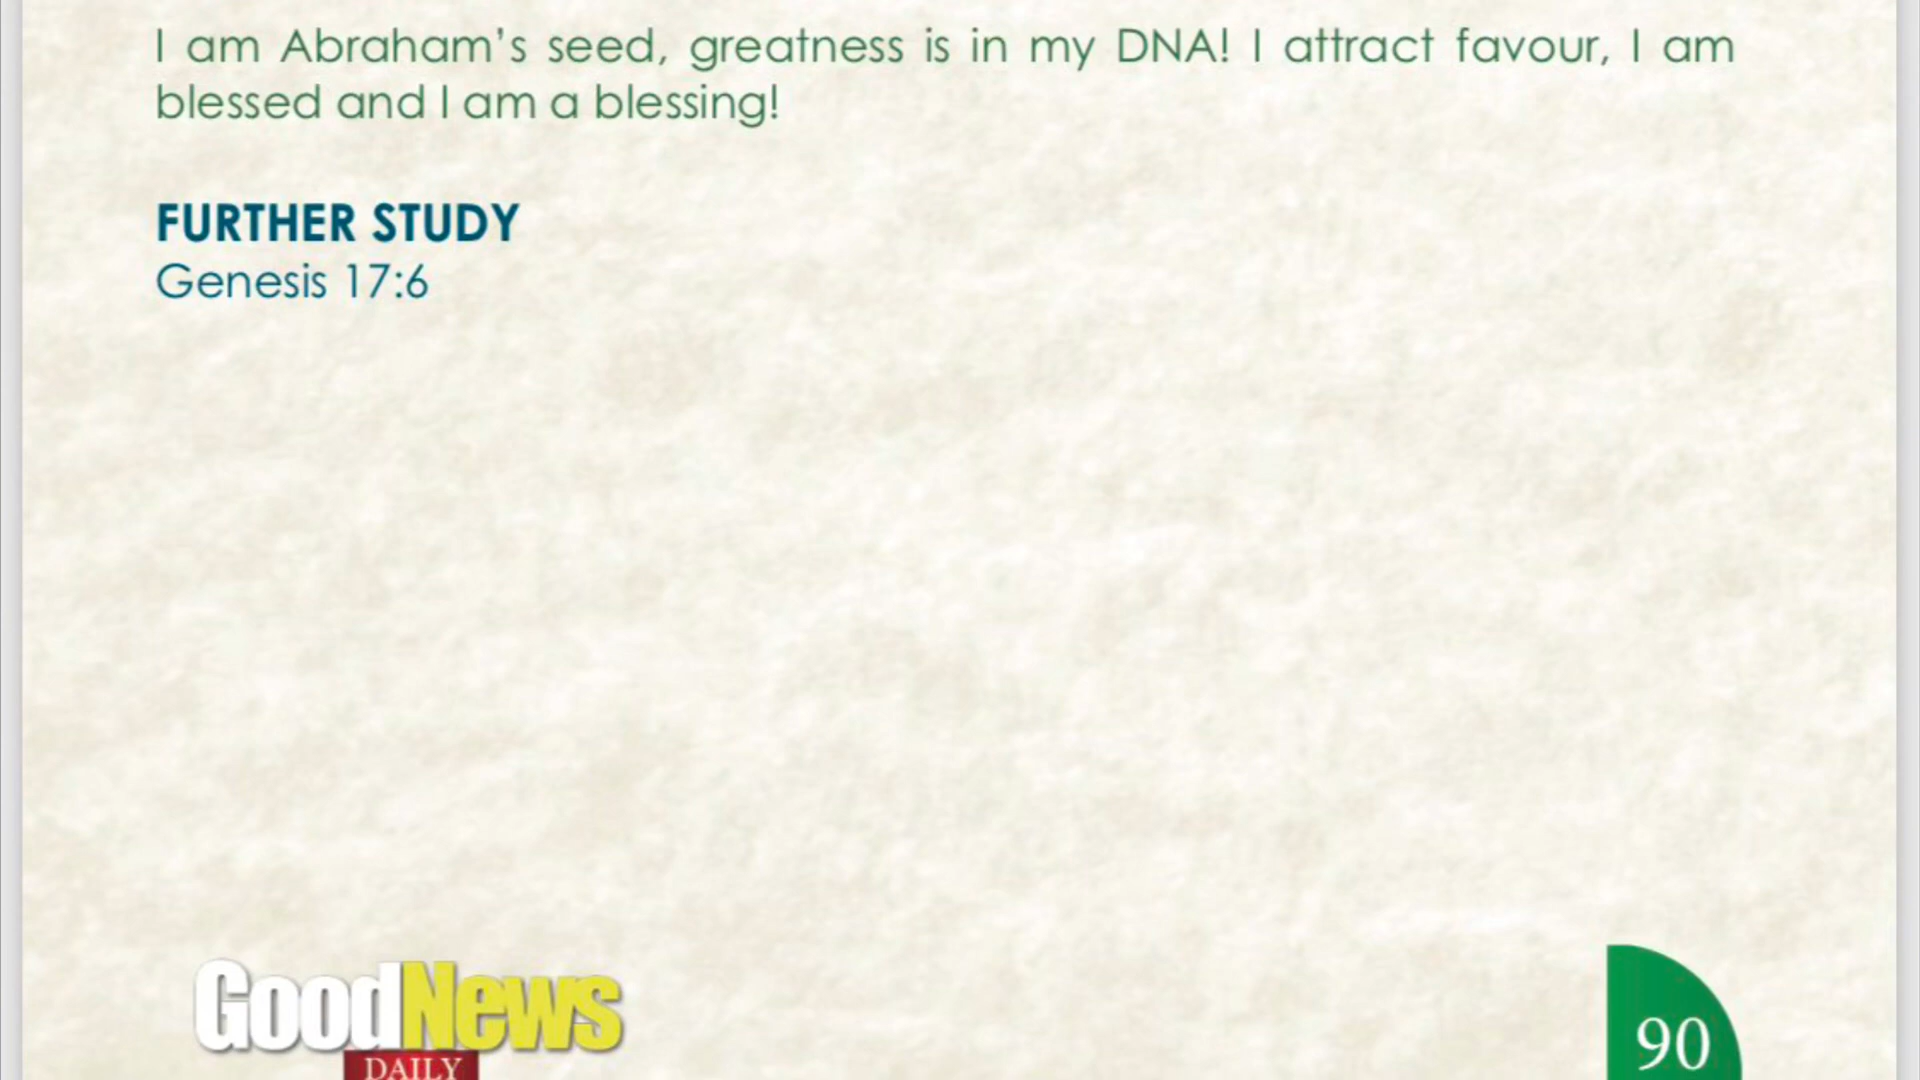 I am Abraham’s seed, greatness is in my DNA! I attract favour, I am
blessed and I am a blessing!
FURTHER STUDY
Genesis 17:6
GoodNews
DAILY
90